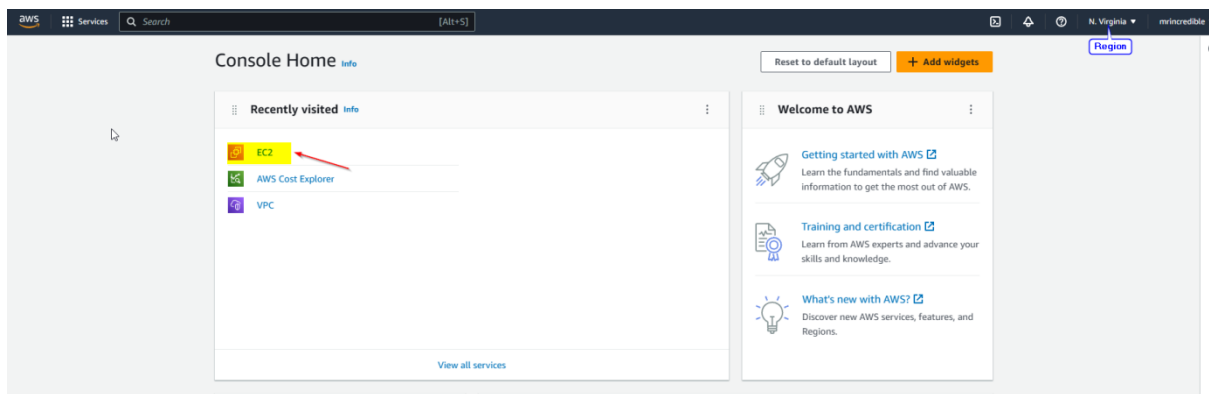 aws
Services
Search
[Alt+S]
N. Virginia
mrincredible
Region
Console Home Info
Reset to default layout
+ Add widgets
Recently visited Info
EC2
AWS Cost Explorer
VPC
View all services
Welcome to AWS
Getting started with AWS
Learn the fundamentals and find valuable
information to get the most out of AWS.
Training and certification
Learn from AWS experts and advance your
skills and knowledge.
What's new with AWS?
Discover new AWS services, features, and
Regions.